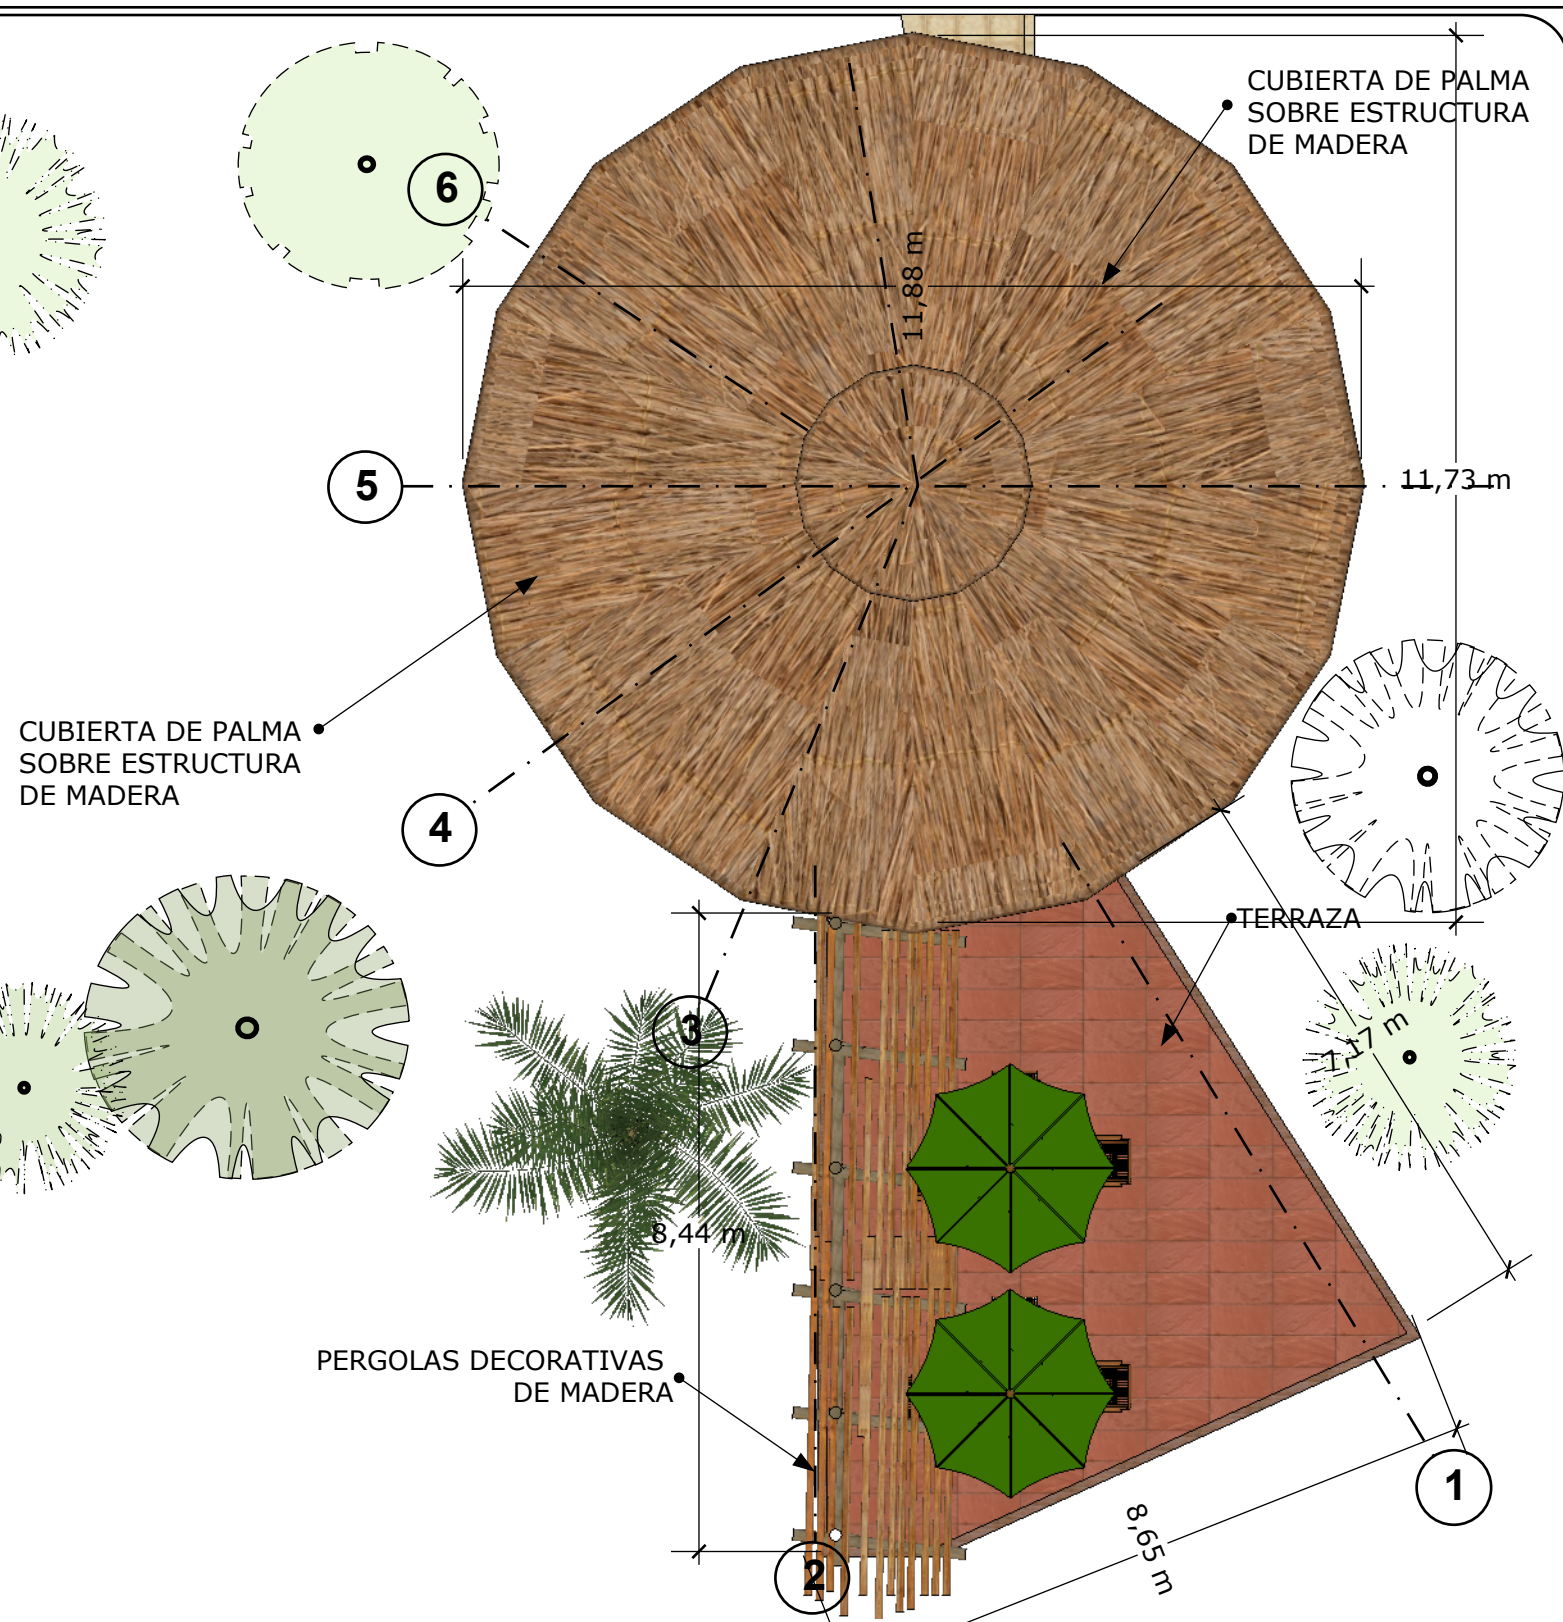 CUBIERTA DE PALMA
SOBRE ESTRUCTURA
DE MADERA
6
11,88 m
5
11,73 m
CUBIERTA DE PALMA
SOBRE ESTRUCTURA
DE MADERA
4
TERRAZA
3
7,17 m
8,44 m
PERGOLAS DECORATIVAS
DE MADERA
1
8,65 m
2